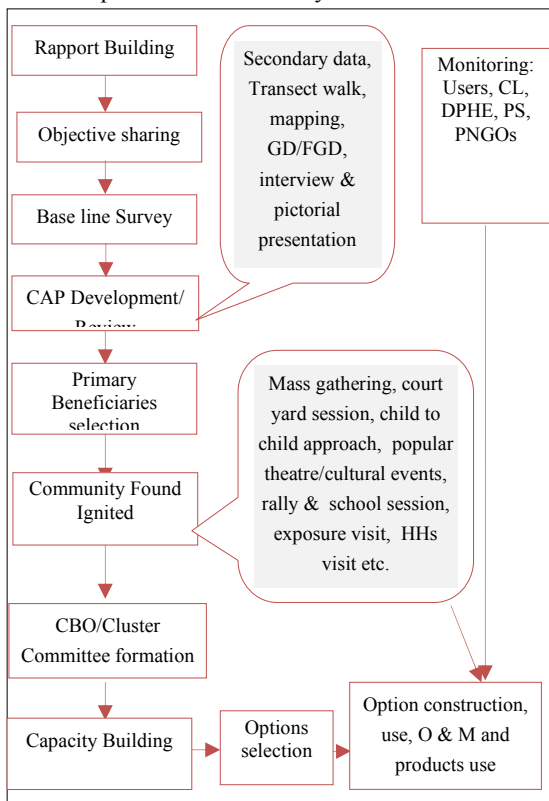 Rapport Building
Objective sharing
Base line Survey
CAP Development/
Review
Primary
Beneficiaries
selection
Community Found
Ignited
CBO/Cluster
Committee formation
Capacity Building
Options
selection
Option construction,
use, O & M and
products use
Secondary data,
Transect walk,
mapping,
GD/FGD,
interview &
pictorial
presentation
Mass gathering, court
yard session, child to
child approach, popular
theatre/cultural events,
rally & school session,
exposure visit, HHs
visit etc.
Monitoring:
Users, CL,
DPHE, PS,
PNGOs